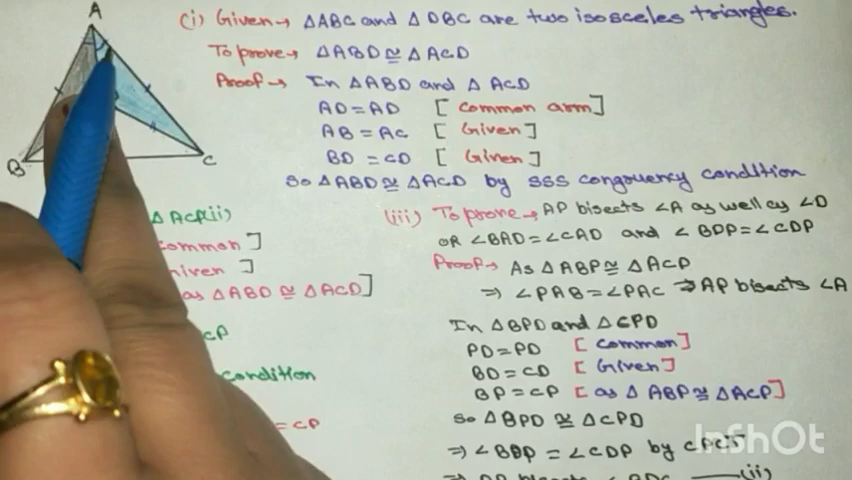 A
(i) Given → ΔABC and ΔDBC are two isosceles triangles.
To prove → ΔABD ≅ ΔACD
Proof → In ΔABD and ΔACD
AD = AD [common arm]
AB = AC [Given]
BD = CD [Given]
B
C
So ΔABD ≅ ΔACD by SSS congruency condition
ΔACP(ii)
common]
hiven]
as ΔABD ≅ ΔACD]
CP
condition
= CP
(iii) To prove → AP bisects ∠A as well as ∠D
OR ∠BAD = ∠CAD and ∠BDP = ∠CDP
Proof → As ΔABP ≅ ΔACP
⇒ ∠PAB = ∠PAC ⇒ AP bisects ∠A
In ΔBPD and ΔCPD
PD = PD [common]
BD = CD [Given]
BP = CP [as ΔABP ≅ ΔACP]
So ΔBPD ≅ ΔCPD
⇒ ∠BDP = ∠CDP by CPCT
(ii)
InShOt